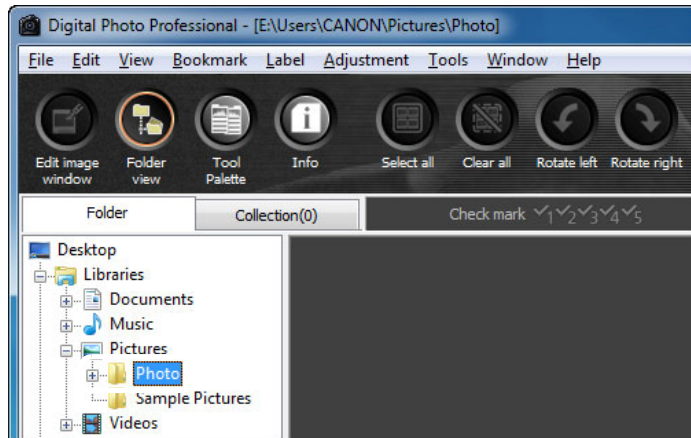 Digital Photo Professional - [E:\Users\CANON\Pictures\Photo]
File Edit View Bookmark Label Adjustment Tools Window Help
Edit image window
Folder view
Tool Palette
Info
Select all
Clear all
Rotate left
Rotate right
Folder
Collection(0)
Check mark 1 2 3 4 5
Desktop
Libraries
Documents
Music
Pictures
Photo
Sample Pictures
Videos